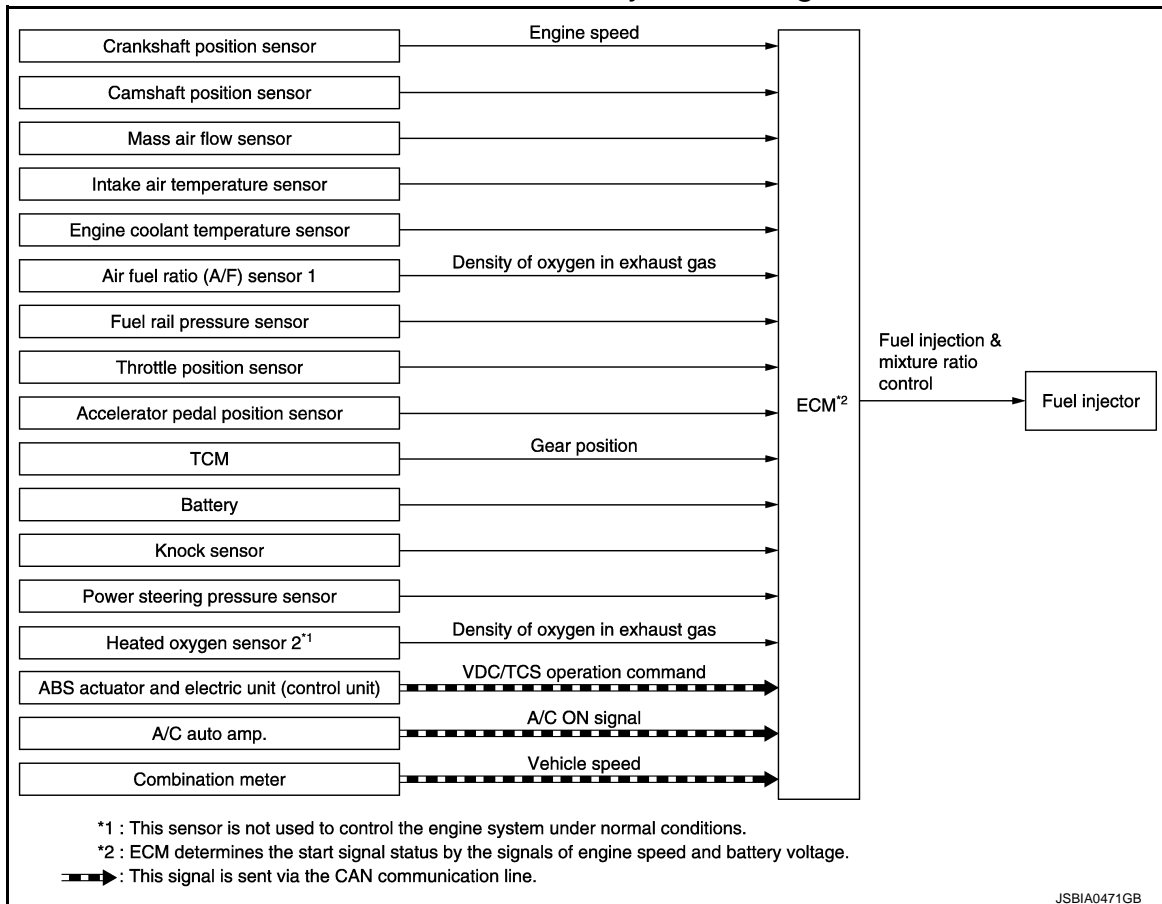 Crankshaft position sensor
Engine speed
Camshaft position sensor
Mass air flow sensor
Intake air temperature sensor
Engine coolant temperature sensor
Air fuel ratio (A/F) sensor 1
Density of oxygen in exhaust gas
Fuel rail pressure sensor
Throttle position sensor
Accelerator pedal position sensor
TCM
Gear position
Battery
Knock sensor
Power steering pressure sensor
Heated oxygen sensor 2*1
Density of oxygen in exhaust gas
ABS actuator and electric unit (control unit)
VDC/TCS operation command
A/C auto amp.
A/C ON signal
Combination meter
Vehicle speed
ECM*2
Fuel injection &
mixture ratio
control
Fuel injector
*1 : This sensor is not used to control the engine system under normal conditions.
*2 : ECM determines the start signal status by the signals of engine speed and battery voltage.
: This signal is sent via the CAN communication line.
JSBIA0471GB